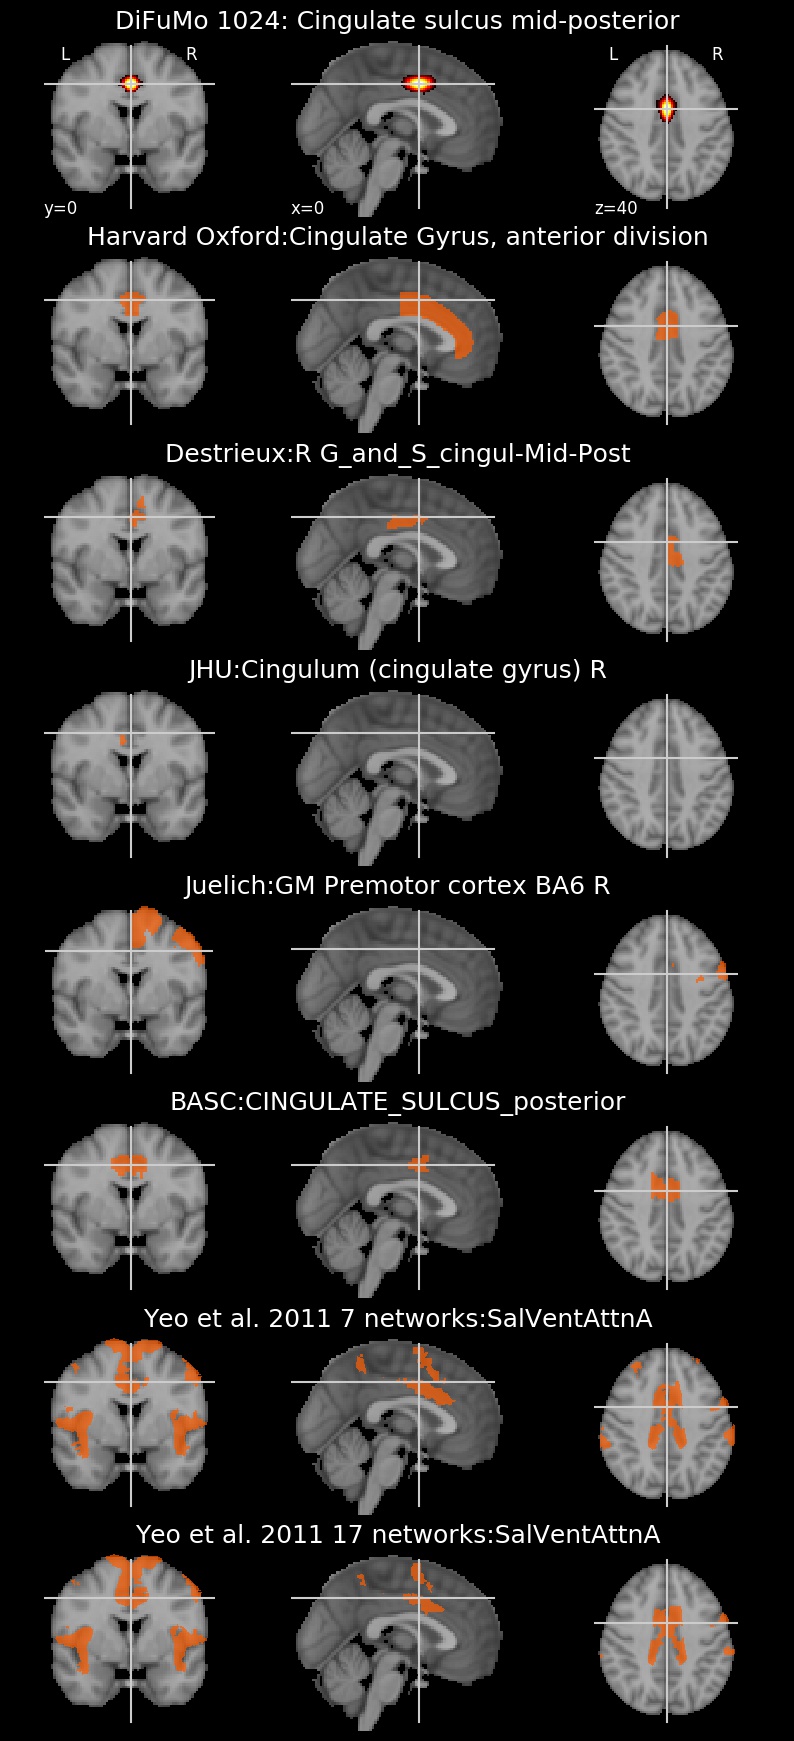 DiFuMo 1024: Cingulate sulcus mid-posterior
L R L R
y=0 x=0 z=40
Harvard Oxford:Cingulate Gyrus, anterior division
Destrieux:R G_and_S_cingul-Mid-Post
JHU:Cingulum (cingulate gyrus) R
Juelich:GM Premotor cortex BA6 R
BASC:CINGULATE_SULCUS_posterior
Yeo et al. 2011 7 networks:SalVentAttnA
Yeo et al. 2011 17 networks:SalVentAttnA